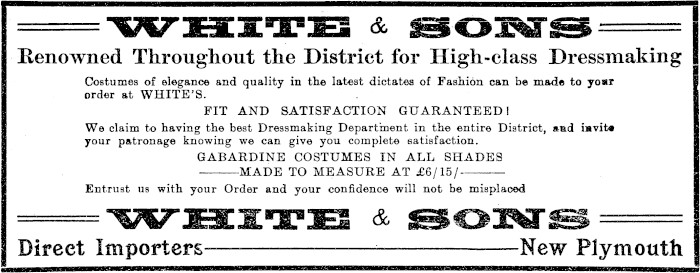 WHITE & SONS
Renowned Throughout the District for High-class Dressmaking
Costumes of elegance and quality in the latest dictates of Fashion can be made to your
order at WHITE'S.
FIT AND SATISFACTION GUARANTEED!
We claim to having the best Dressmaking Department in the entire District, and invite
your patronage knowing we can give you complete satisfaction.
GABARDINE COSTUMES IN ALL SHADES
——MADE TO MEASURE AT £6/15/——
Entrust us with your Order and your confidence will not be misplaced
WHITE & SONS
Direct Importers——New Plymouth